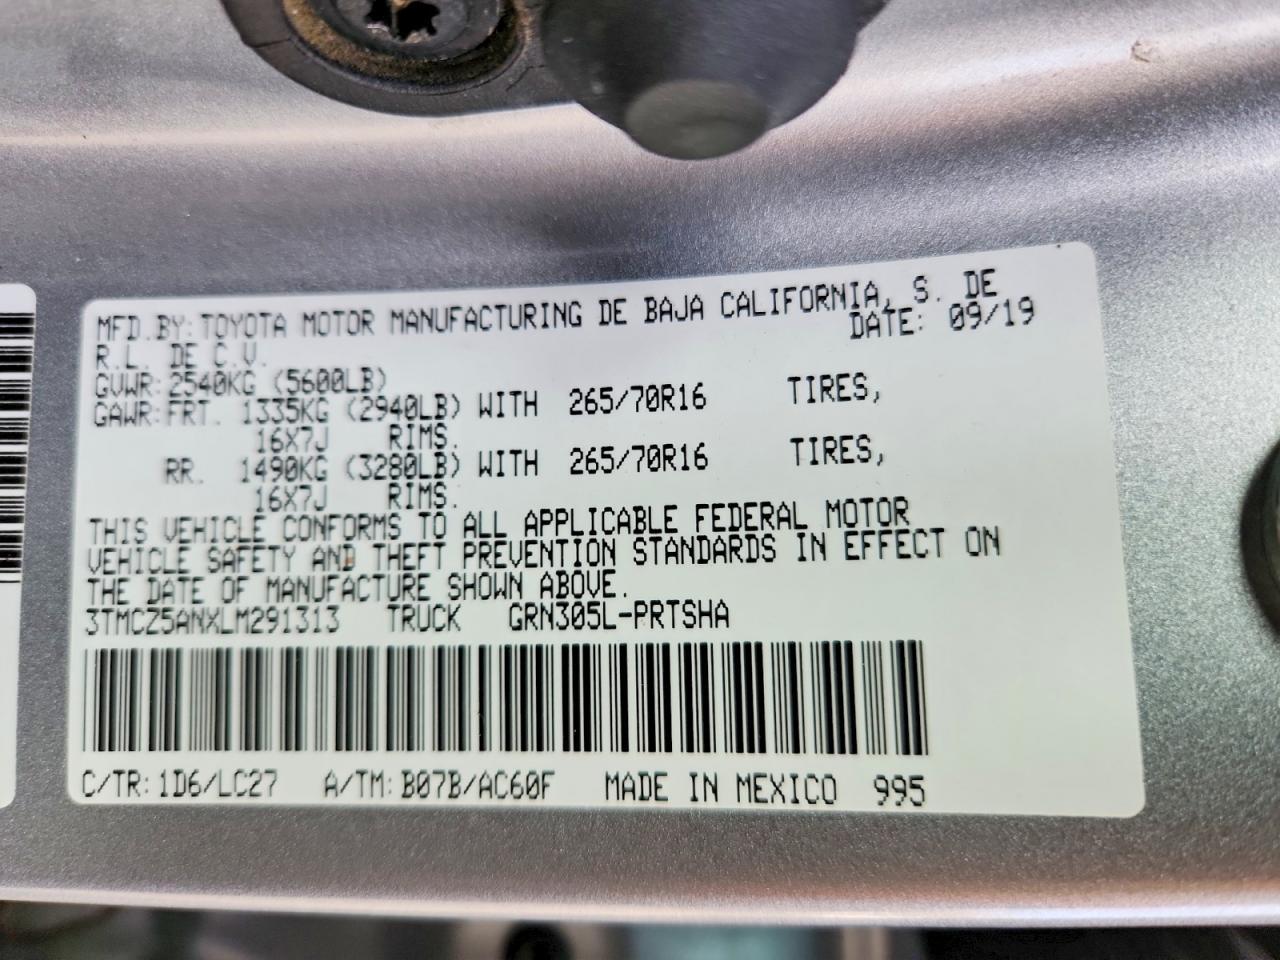 MFD.BY:TOYOTA MOTOR MANUFACTURING DE BAJA CALIFORNIA, S. DE
R.L. DE C.V. DATE: 09/19
GVWR:2540KG (5600LB)
GAWR:FRT. 1335KG (2940LB) WITH 265/70R16 TIRES,
16X7J RIMS.
RR. 1490KG (3280LB) WITH 265/70R16 TIRES,
16X7J RIMS.
THIS VEHICLE CONFORMS TO ALL APPLICABLE FEDERAL MOTOR
VEHICLE SAFETY AND THEFT PREVENTION STANDARDS IN EFFECT ON
THE DATE OF MANUFACTURE SHOWN ABOVE.
3TMCZ5ANXLM291313 TRUCK GRN305L-PRTSHA
C/TR:1D6/LC27 A/TM:B07B/AC60F MADE IN MEXICO 995